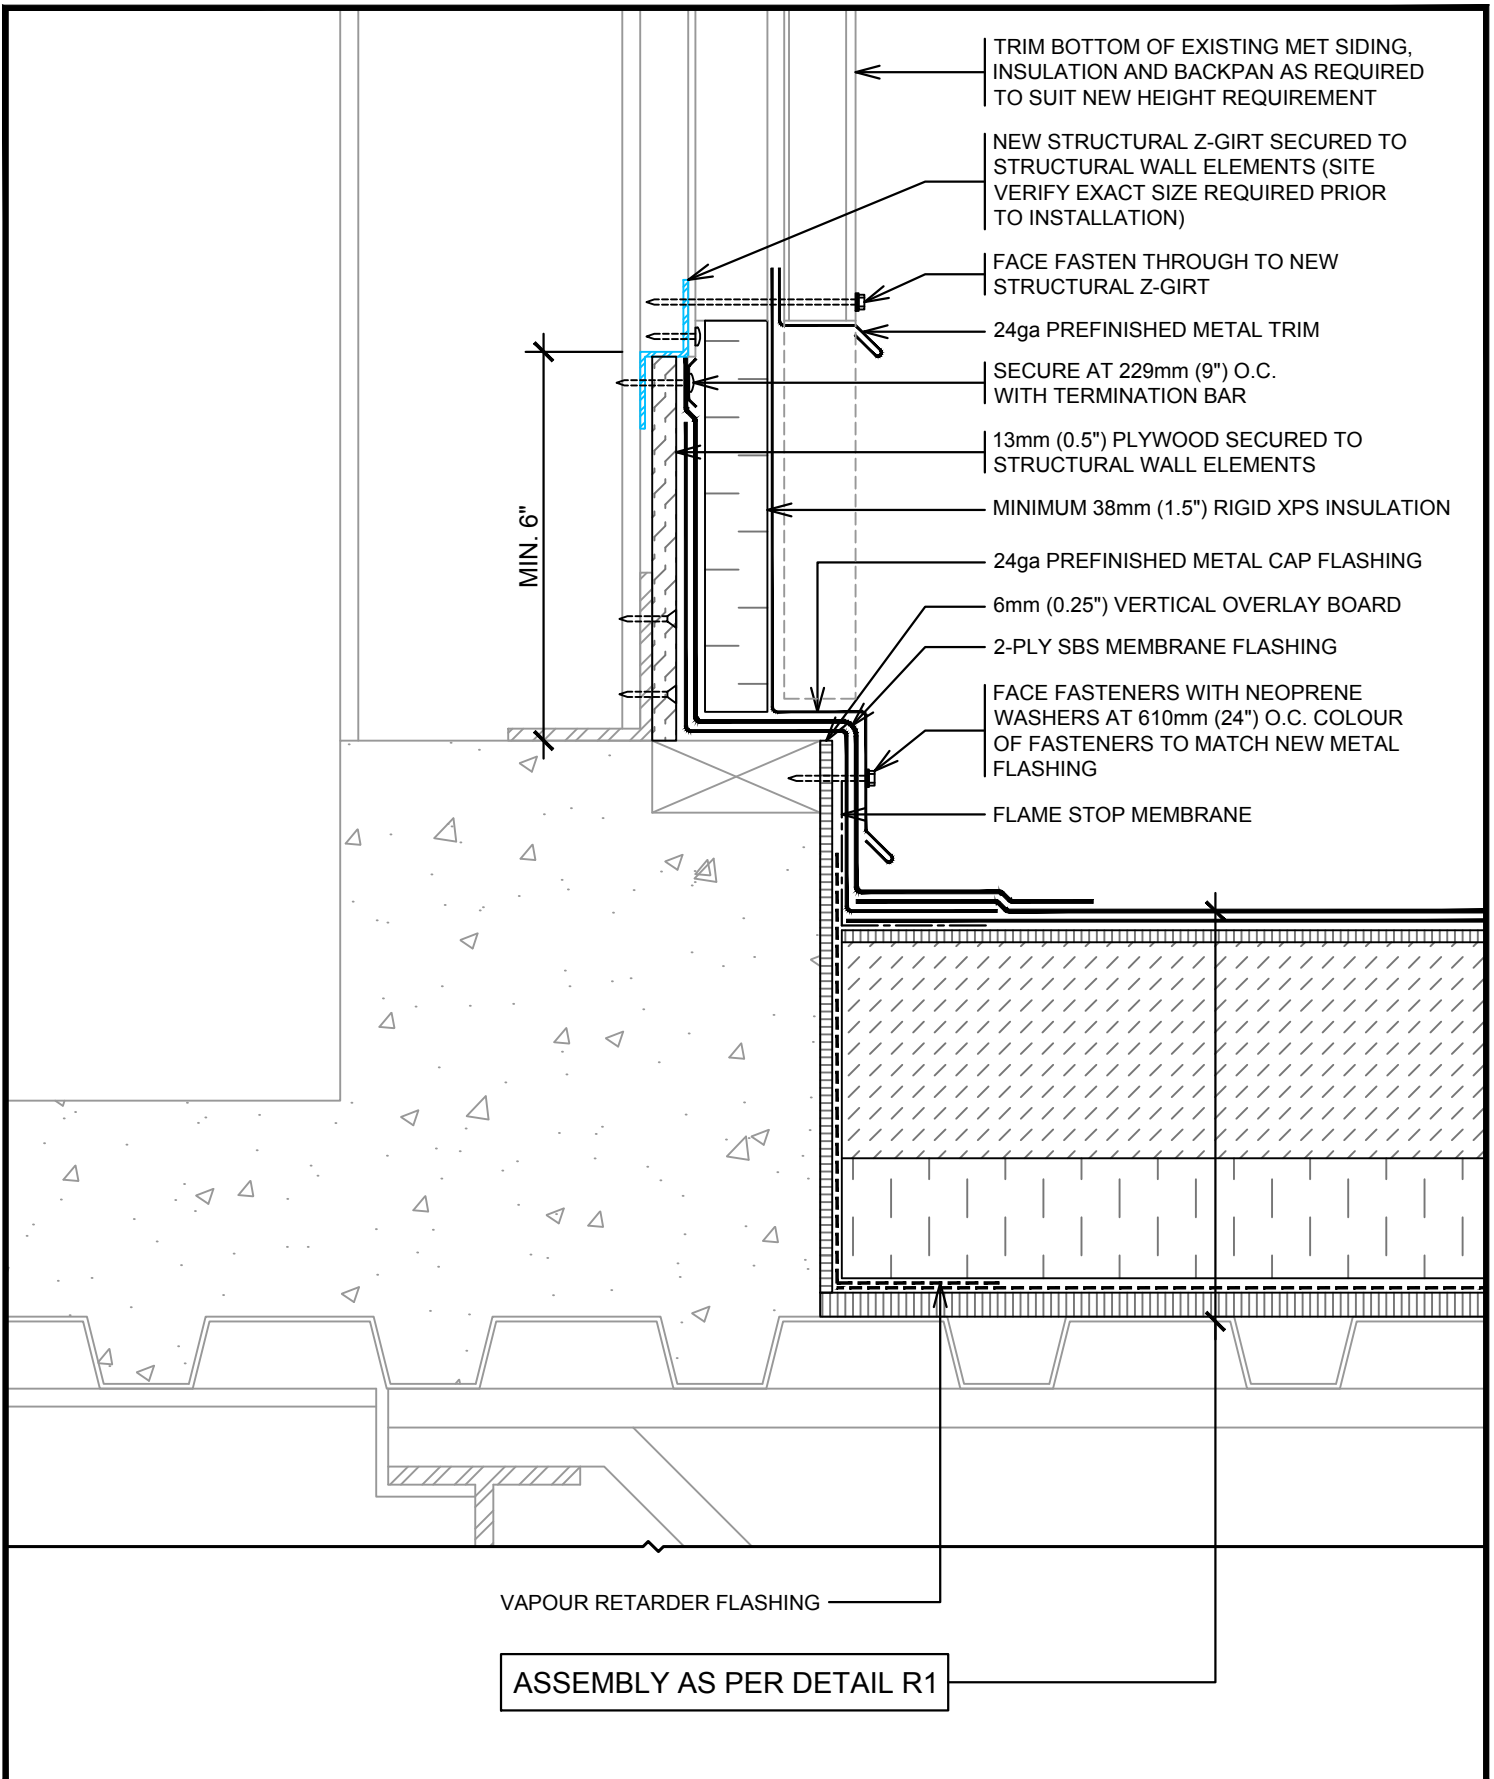 TRIM BOTTOM OF EXISTING MET SIDING,
INSULATION AND BACKPAN AS REQUIRED
TO SUIT NEW HEIGHT REQUIREMENT
NEW STRUCTURAL Z-GIRT SECURED TO
STRUCTURAL WALL ELEMENTS (SITE
VERIFY EXACT SIZE REQUIRED PRIOR
TO INSTALLATION)
FACE FASTEN THROUGH TO NEW
STRUCTURAL Z-GIRT
24ga PREFINISHED METAL TRIM
SECURE AT 229mm (9") O.C.
WITH TERMINATION BAR
13mm (0.5") PLYWOOD SECURED TO
STRUCTURAL WALL ELEMENTS
MINIMUM 38mm (1.5") RIGID XPS INSULATION
MIN. 6"
24ga PREFINISHED METAL CAP FLASHING
6mm (0.25") VERTICAL OVERLAY BOARD
2-PLY SBS MEMBRANE FLASHING
FACE FASTENERS WITH NEOPRENE
WASHERS AT 610mm (24") O.C. COLOUR
OF FASTENERS TO MATCH NEW METAL
FLASHING
FLAME STOP MEMBRANE
VAPOUR RETARDER FLASHING
ASSEMBLY AS PER DETAIL R1